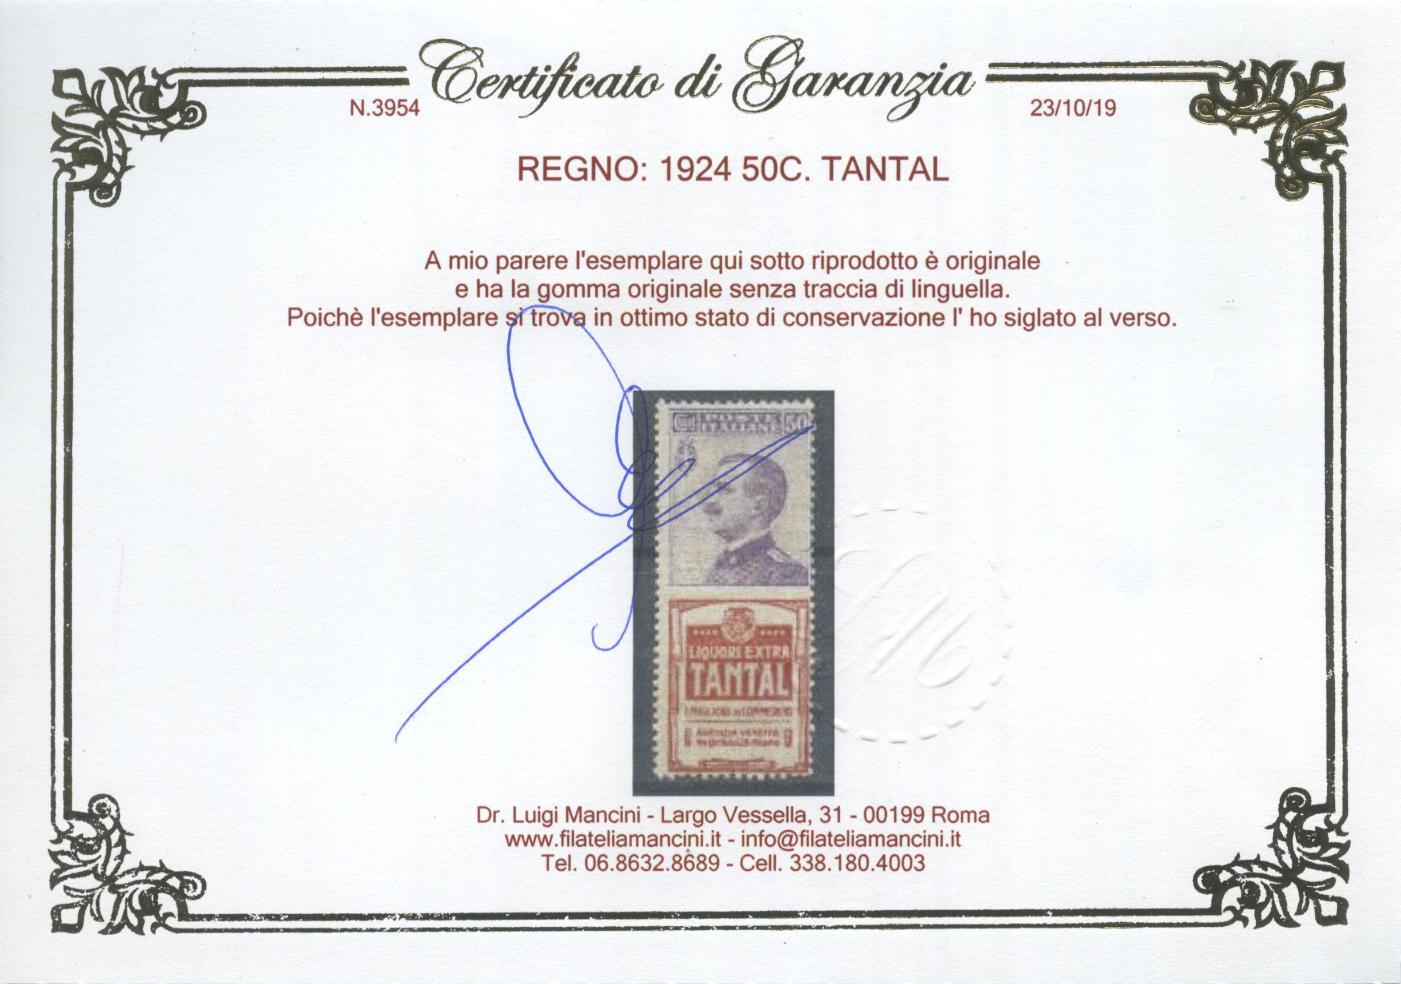 Certificato di Garanzia
N.3954
23/10/19
REGNO: 1924 50C. TANTAL
A mio parere l'esemplare qui sotto riprodotto è originale
e ha la gomma originale senza traccia di linguella.
Poichè l'esemplare si trova in ottimo stato di conservazione l' ho siglato al verso.
POSTE
ITALIANE
50
LIQUORI EXTRA
TANTAL
Dr. Luigi Mancini - Largo Vessella, 31 - 00199 Roma
www.filateliamancini.it - info@filateliamancini.it
Tel. 06.8632.8689 - Cell. 338.180.4003